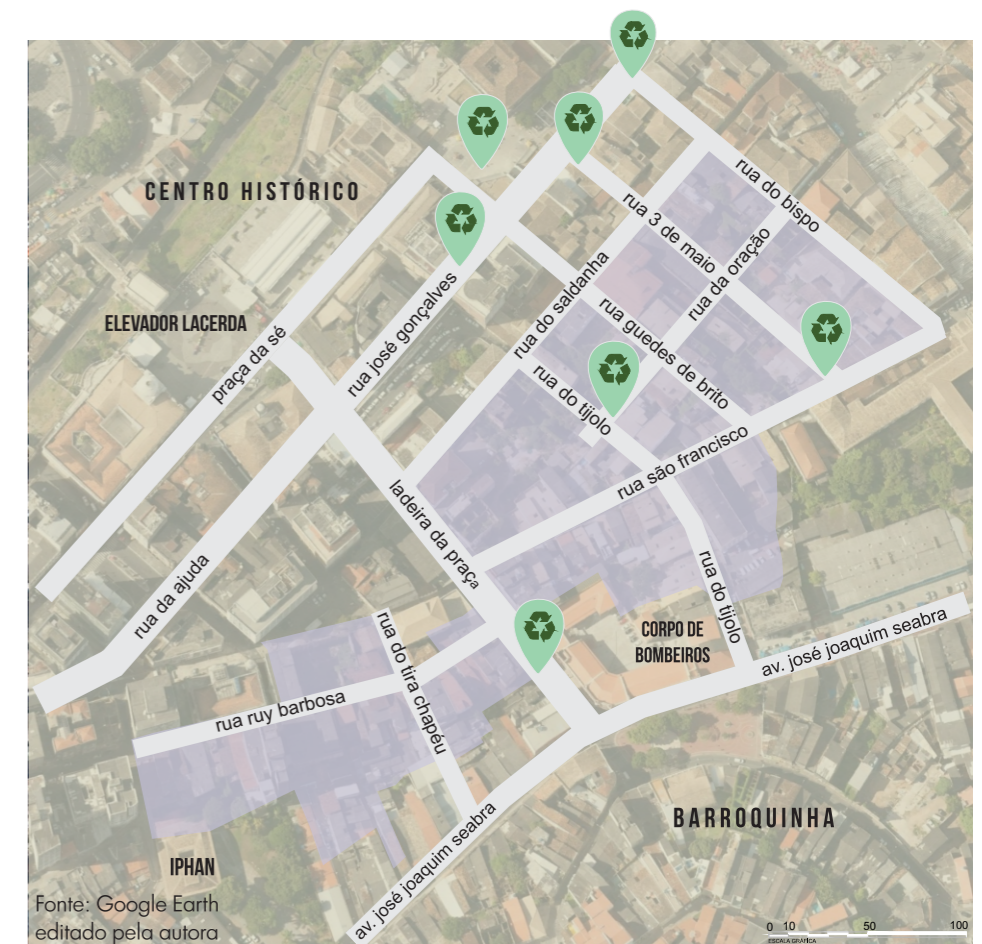 CENTRO HISTÓRICO
rua do bispo
rua 3 de maio
rua da oração
ELEVADOR LACERDA
praça da sé
rua josé gonçalves
rua do saldanha
rua guedes de brito
rua do tijolo
rua são francisco
ladeira da praça
rua da ajuda
rua do tijolo
CORPO DE
BOMBEIROS
av. josé joaquim seabra
rua do tira chapéu
rua ruy barbosa
BARROQUINHA
av. josé joaquim seabra
IPHAN
Fonte: Google Earth
editado pela autora
0 10 50 100
ESCALA GRÁFICA